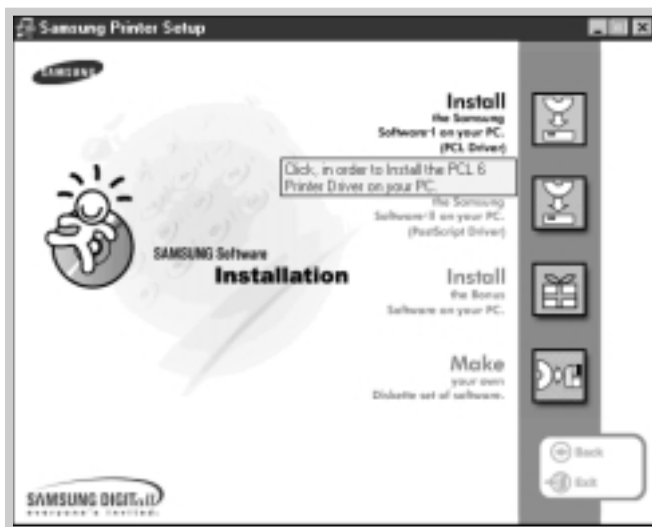 Samsung Printer Setup
SAMSUNG
Install
the Samsung
Software-I on your PC.
(PCL Driver)
Click, in order to Install the PCL 6
Printer Driver on your PC.
the Samsung
Software-II on your PC.
(PostScript Driver)
SAMSUNG Software
Installation
Install
the Bonus
Software on your PC.
Make
your own
Diskette set of software.
Back
Exit
SAMSUNG DIGITall
everyone's invited.